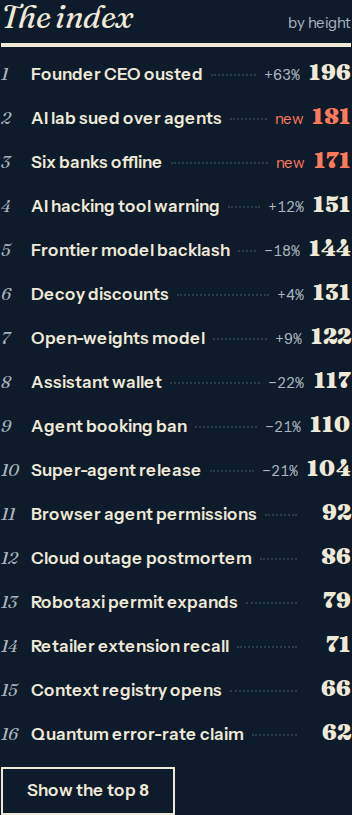 The index by height
1 Founder CEO ousted +63% 196
2 AI lab sued over agents new 181
3 Six banks offline new 171
4 AI hacking tool warning +12% 151
5 Frontier model backlash −18% 144
6 Decoy discounts +4% 131
7 Open-weights model +9% 122
8 Assistant wallet −22% 117
9 Agent booking ban −21% 110
10 Super-agent release −21% 104
11 Browser agent permissions 92
12 Cloud outage postmortem 86
13 Robotaxi permit expands 79
14 Retailer extension recall 71
15 Context registry opens 66
16 Quantum error-rate claim 62
Show the top 8